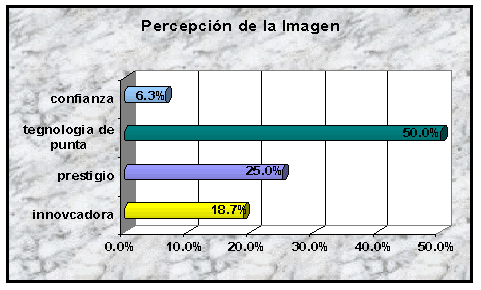 Percepción de la Imagen
confianza
6.3%
tegnologia de
punta
50.0%
prestigio
25.0%
innovcadora
18.7%
0.0% 10.0% 20.0% 30.0% 40.0% 50.0%